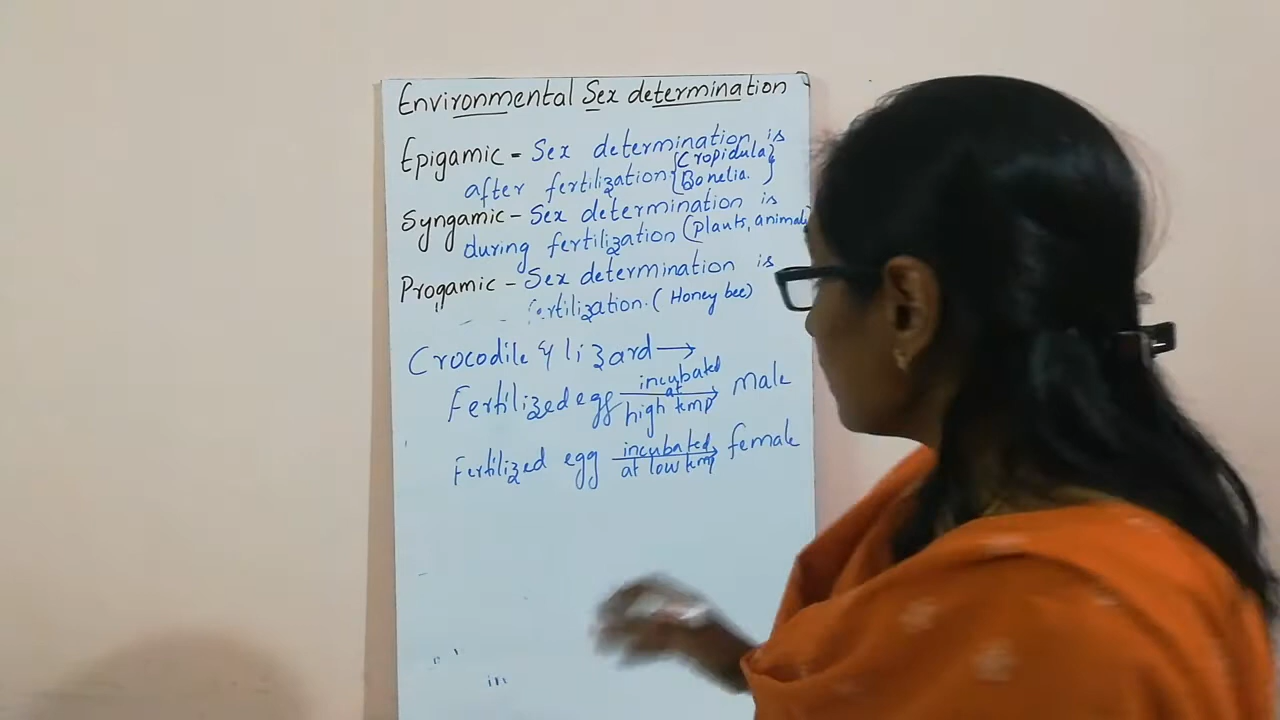 Environmental Sex determination
Epigamic - Sex determination is
after fertilization. { Cropidula
Bonelia. }
Syngamic - Sex determination is
during fertilization (plants, animals
Progamic - Sex determination is
fertilization. ( Honey bee)
Crocodile & lizard →
Fertilized egg incubated at high temp → male
Fertilized egg incubated at low temp → female